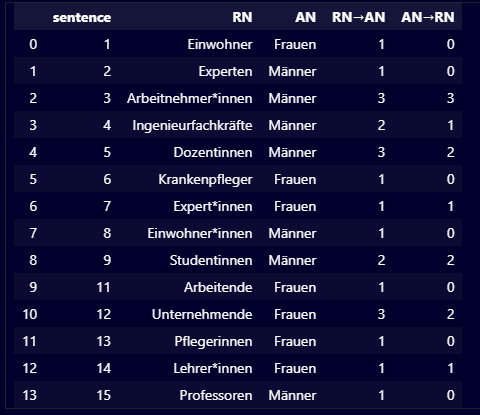 sentence RN AN RN→AN AN→RN
0 1 Einwohner Frauen 1 0
1 2 Experten Männer 1 0
2 3 Arbeitnehmer*innen Männer 3 3
3 4 Ingenieurfachkräfte Männer 2 1
4 5 Dozentinnen Männer 3 2
5 6 Krankenpfleger Frauen 1 0
6 7 Expert*innen Frauen 1 1
7 8 Einwohner*innen Männer 1 0
8 9 Studentinnen Männer 2 2
9 11 Arbeitende Frauen 1 0
10 12 Unternehmende Frauen 3 2
11 13 Pflegerinnen Frauen 1 0
12 14 Lehrer*innen Frauen 1 1
13 15 Professoren Männer 1 0